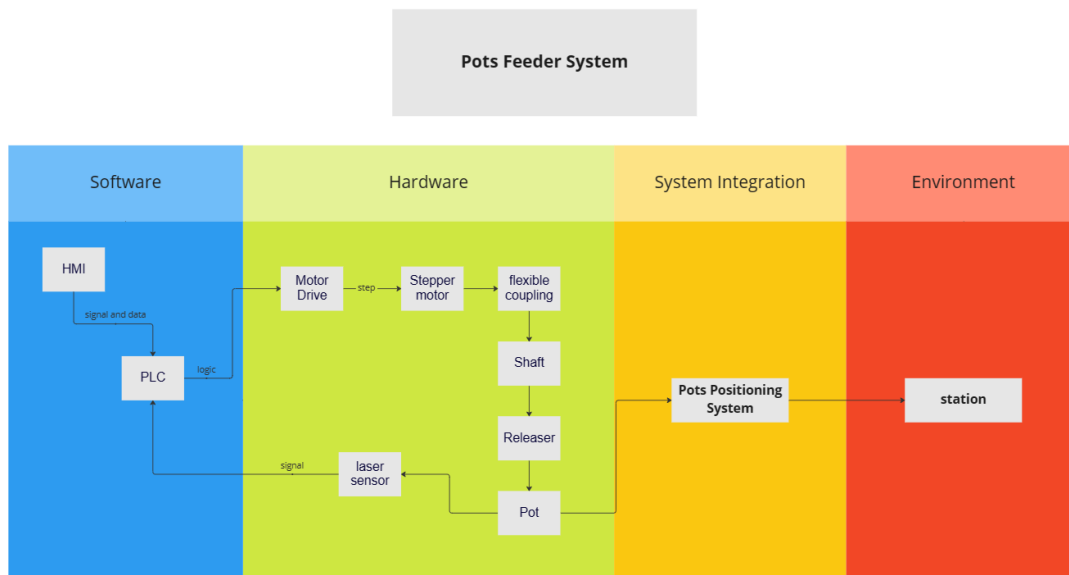 Pots Feeder System
Software
Hardware
System Integration
Environment
HMI
signal and data
PLC
logic
Motor
Drive
step
Stepper
motor
flexible
coupling
Shaft
Releaser
Pot
laser
sensor
signal
Pots Positioning
System
station